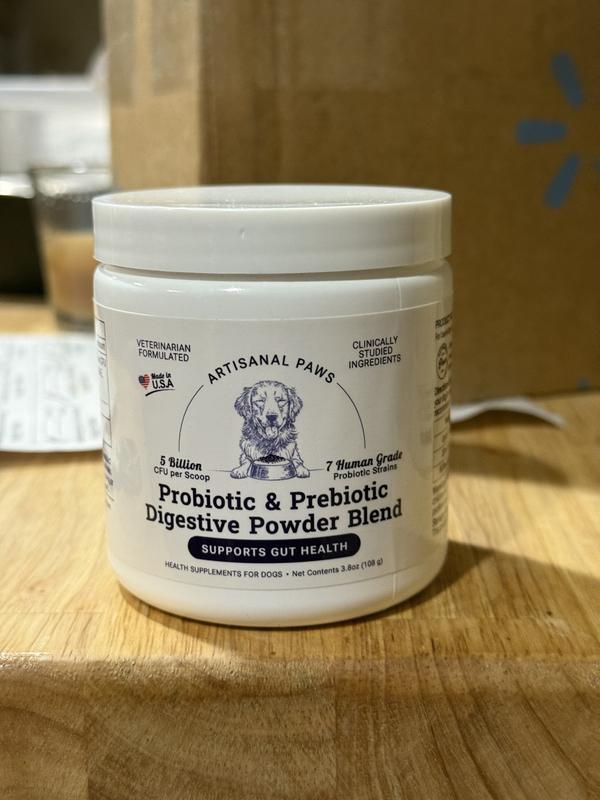 VETERINARIAN
FORMULATED
CLINICALLY
STUDIED
INGREDIENTS
Made in
U.S.A
ARTISANAL PAWS
5 Billion
CFU per Scoop
7 Human Grade
Probiotic Strains
Probiotic & Prebiotic
Digestive Powder Blend
SUPPORTS GUT HEALTH
HEALTH SUPPLEMENTS FOR DOGS • Net Contents 3.8oz (108 g)